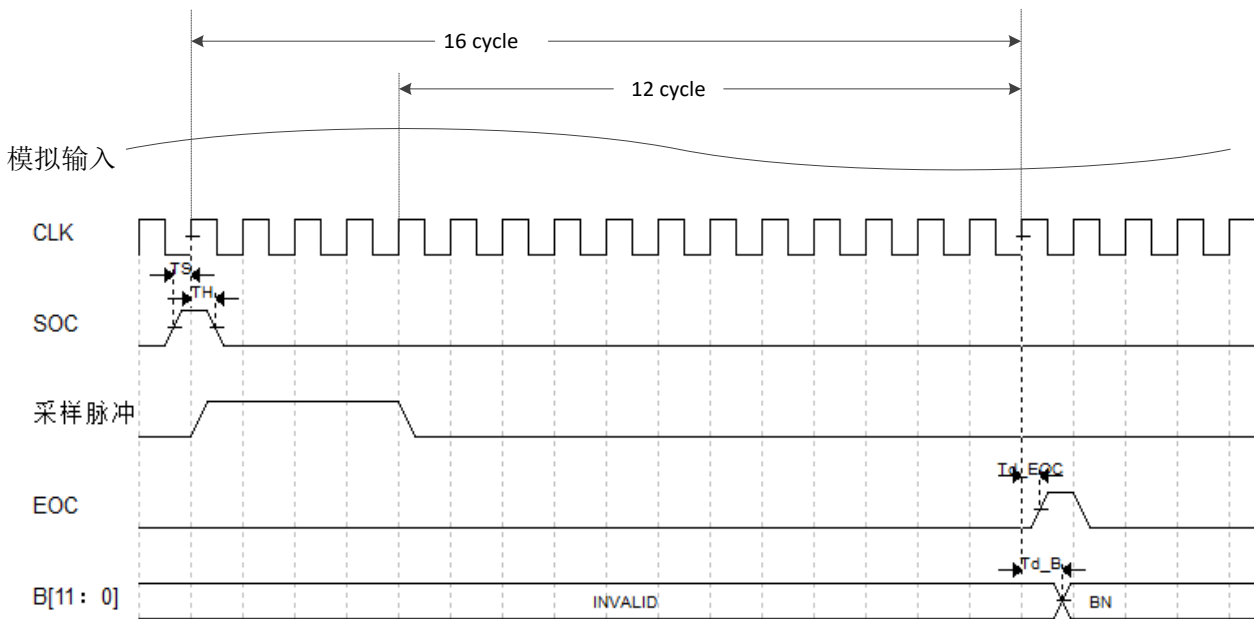 16 cycle
12 cycle
模拟输入
CLK
TS
TH
SOC
采样脉冲
Td_EOC
EOC
Td_B
B[11：0]
INVALID
BN